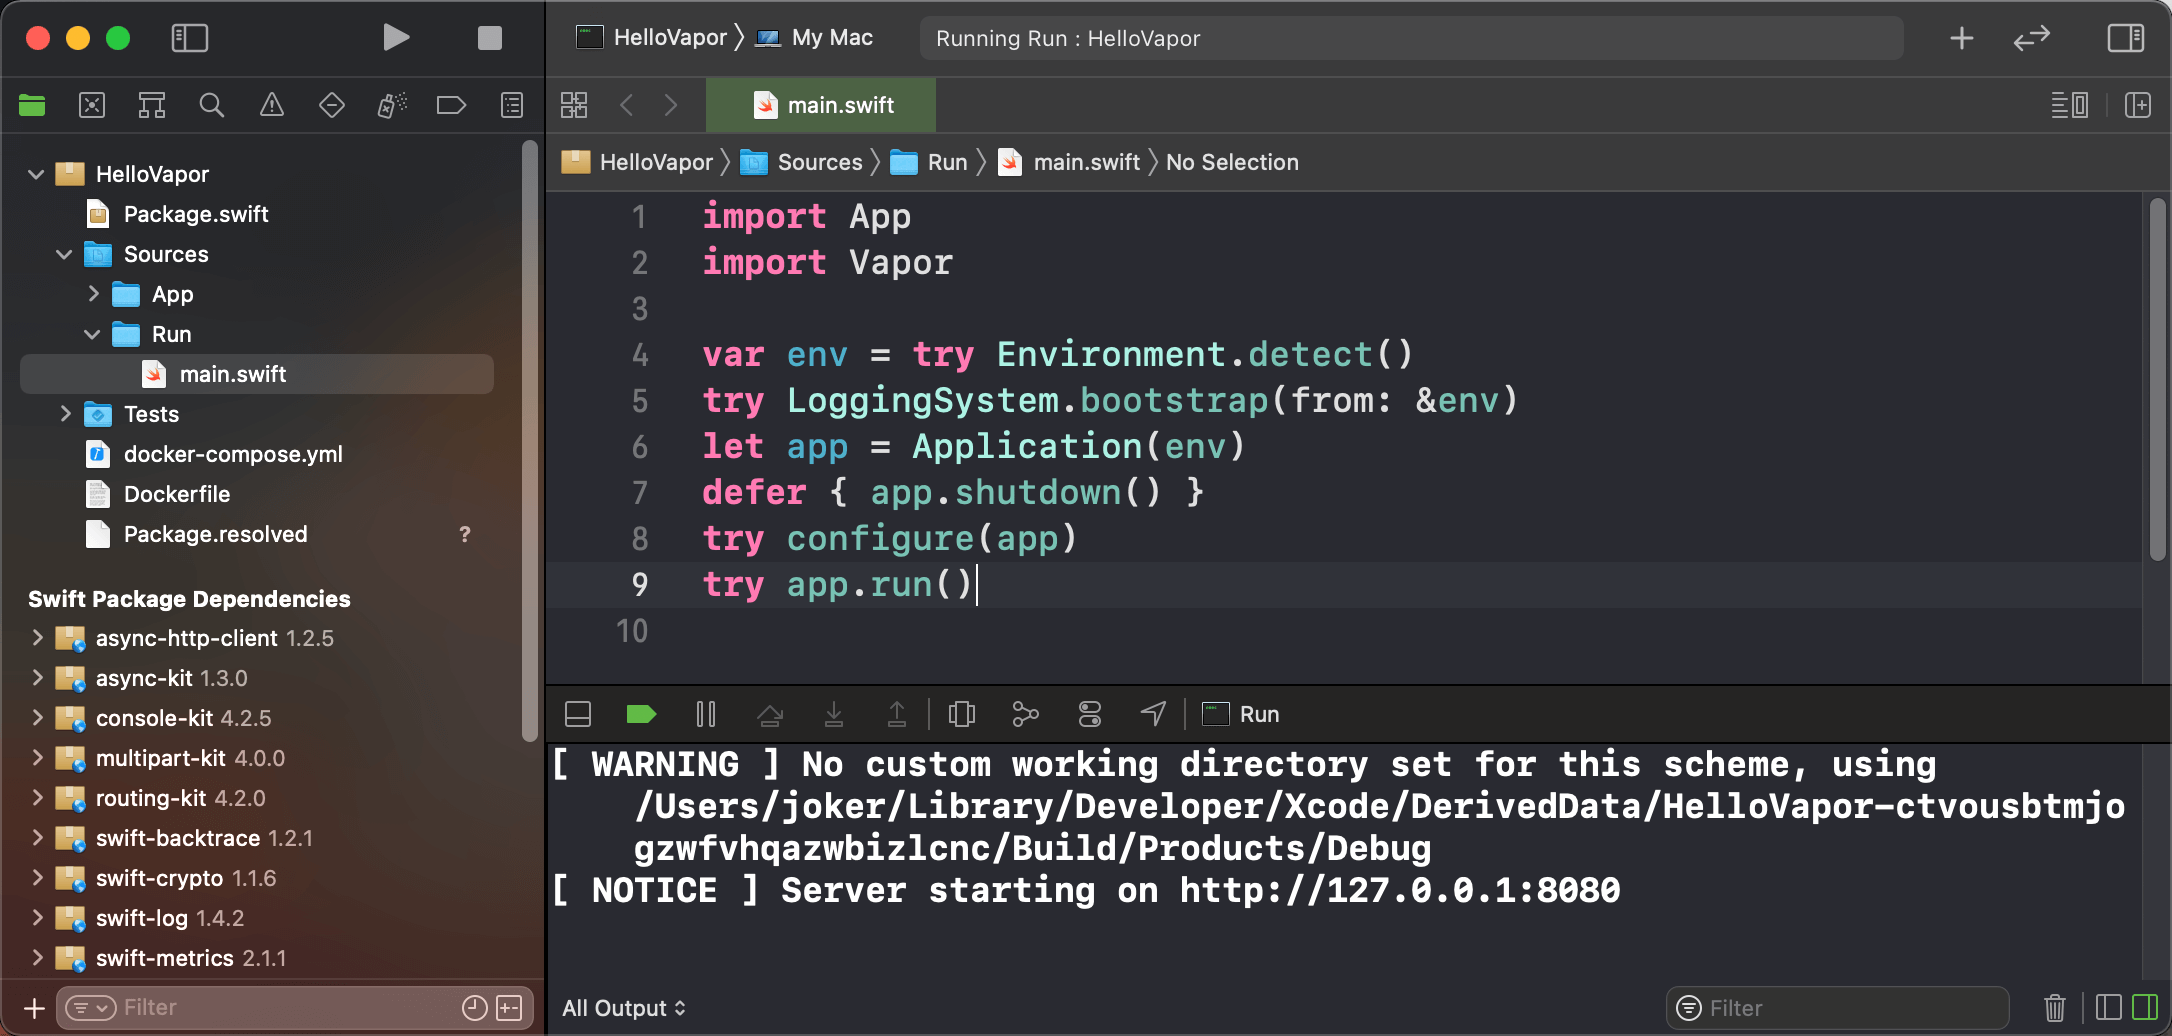 HelloVapor
My Mac
Running Run : HelloVapor
main.swift
HelloVapor
Package.swift
Sources
App
Run
main.swift
Tests
docker-compose.yml
Dockerfile
Package.resolved ?
Swift Package Dependencies
async-http-client 1.2.5
async-kit 1.3.0
console-kit 4.2.5
multipart-kit 4.0.0
routing-kit 4.2.0
swift-backtrace 1.2.1
swift-crypto 1.1.6
swift-log 1.4.2
swift-metrics 2.1.1
Filter
HelloVapor Sources Run main.swift No Selection
1 import App
2 import Vapor
3
4 var env = try Environment.detect()
5 try LoggingSystem.bootstrap(from: &env)
6 let app = Application(env)
7 defer { app.shutdown() }
8 try configure(app)
9 try app.run()
10
Run
[ WARNING ] No custom working directory set for this scheme, using
/Users/joker/Library/Developer/Xcode/DerivedData/HelloVapor-ctvousbtmjo
gzwfvhqazwbizlcnc/Build/Products/Debug
[ NOTICE ] Server starting on http://127.0.0.1:8080
All Output
Filter